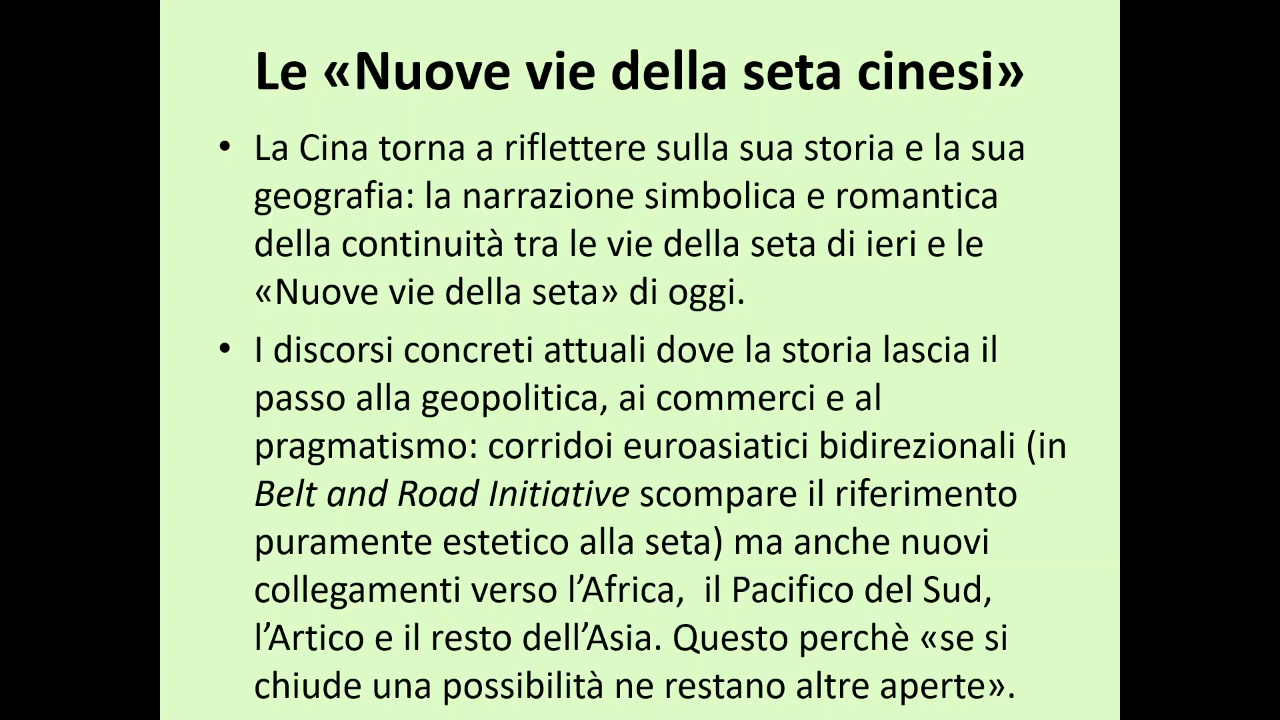 Le «Nuove vie della seta cinesi»
• La Cina torna a riflettere sulla sua storia e la sua
geografia: la narrazione simbolica e romantica
della continuità tra le vie della seta di ieri e le
«Nuove vie della seta» di oggi.
• I discorsi concreti attuali dove la storia lascia il
passo alla geopolitica, ai commerci e al
pragmatismo: corridoi euroasiatici bidirezionali (in
Belt and Road Initiative scompare il riferimento
puramente estetico alla seta) ma anche nuovi
collegamenti verso l’Africa,  il Pacifico del Sud,
l’Artico e il resto dell’Asia. Questo perchè «se si
chiude una possibilità ne restano altre aperte».